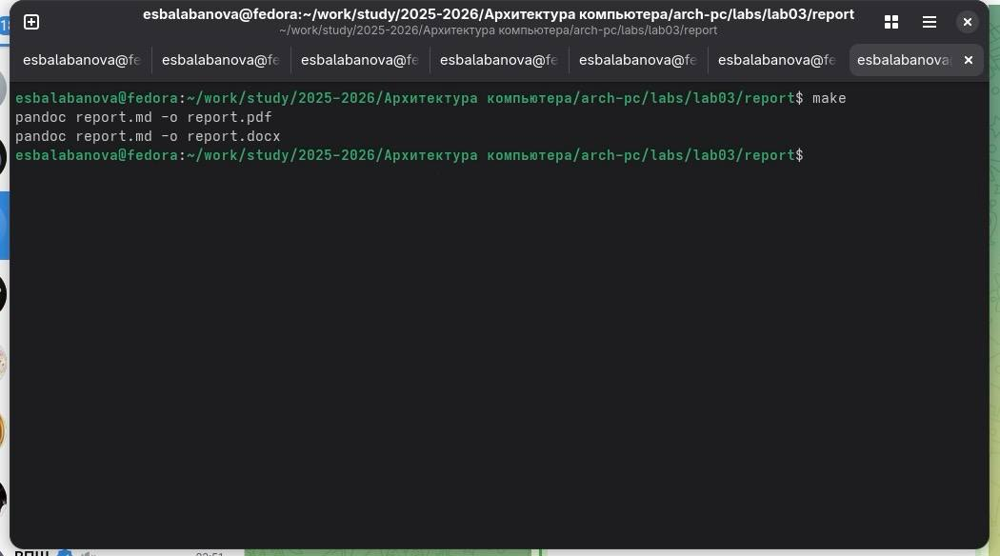 esbalabanova@fedora:~/work/study/2025-2026/Архитектура компьютера/arch-pc/labs/lab03/report
~/work/study/2025-2026/Архитектура компьютера/arch-pc/labs/lab03/report
esbalabanova@fe esbalabanova@fe esbalabanova@fe esbalabanova@fe esbalabanova@fe esbalabanova@fe esbalabanova
esbalabanova@fedora:~/work/study/2025-2026/Архитектура компьютера/arch-pc/labs/lab03/report$ make
pandoc report.md -o report.pdf
pandoc report.md -o report.docx
esbalabanova@fedora:~/work/study/2025-2026/Архитектура компьютера/arch-pc/labs/lab03/report$